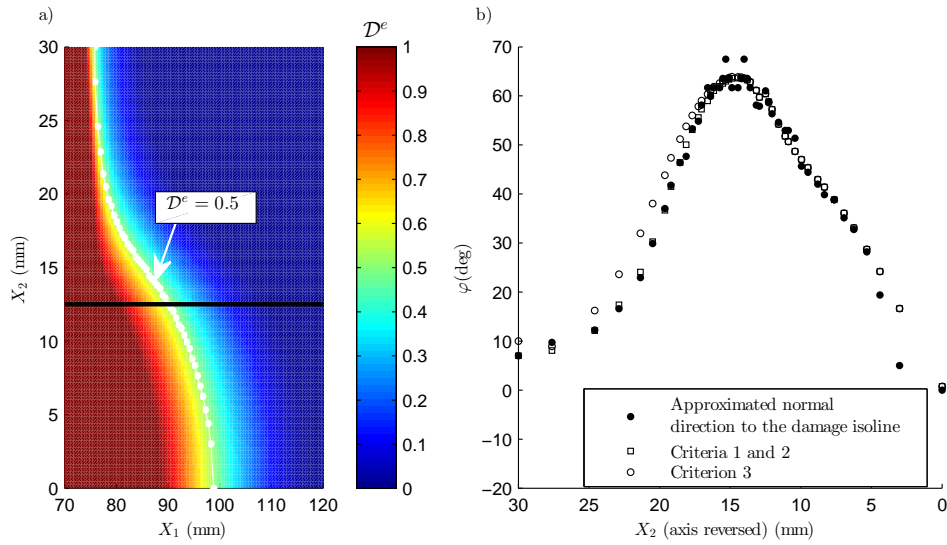 a)
30
25
20
15
10
5
0
X₂ (mm)
70 80 90 100 110 120
X₁ (mm)
𝒟ᵉ = 0.5
𝒟ᵉ
1
0.9
0.8
0.7
0.6
0.5
0.4
0.3
0.2
0.1
0
b)
70
60
50
40
30
20
10
0
−10
−20
φ(deg)
30 25 20 15 10 5 0
X₂ (axis reversed) (mm)
Approximated normal
direction to the damage isoline
Criteria 1 and 2
Criterion 3